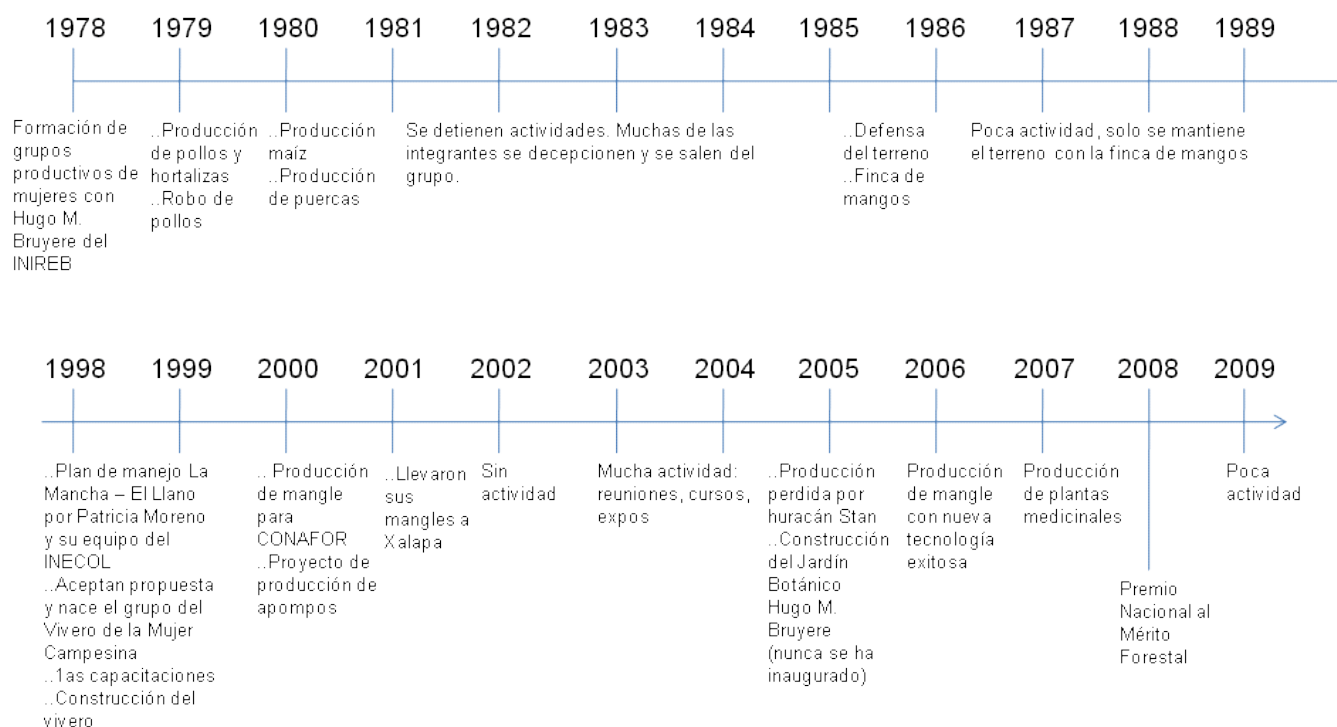 1978 1979 1980 1981 1982 1983 1984 1985 1986 1987 1988 1989
Formación de
grupos
productivos de
mujeres con
Hugo M.
Bruyere del
INIREB
..Producción
de pollos y
hortalizas
..Robo de
pollos
..Producción
maíz
..Producción
de puercas
Se detienen actividades. Muchas de las
integrantes se decepcionen y se salen del
grupo.
..Defensa
del terreno
..Finca de
mangos
Poca actividad, solo se mantiene
el terreno con la finca de mangos
1998 1999 2000 2001 2002 2003 2004 2005 2006 2007 2008 2009
..Plan de manejo La
Mancha – El Llano
por Patricia Moreno
y su equipo del
INECOL
..Aceptan propuesta
y nace el grupo del
Vivero de la Mujer
Campesina
..1as capacitaciones
..Construcción del
vivero
.. Producción
de mangle
para
CONAFOR
..Proyecto de
producción de
apompos
..Llevaron
sus
mangles a
Xalapa
Sin
actividad
Mucha actividad:
reuniones, cursos,
expos
..Producción
perdida por
huracán Stan
..Construcción
del Jardín
Botánico
Hugo M.
Bruyere
(nunca se ha
inaugurado)
Producción
de mangle
con nueva
tecnología
exitosa
Producción
de plantas
medicinales
Premio
Nacional al
Mérito
Forestal
Poca
actividad